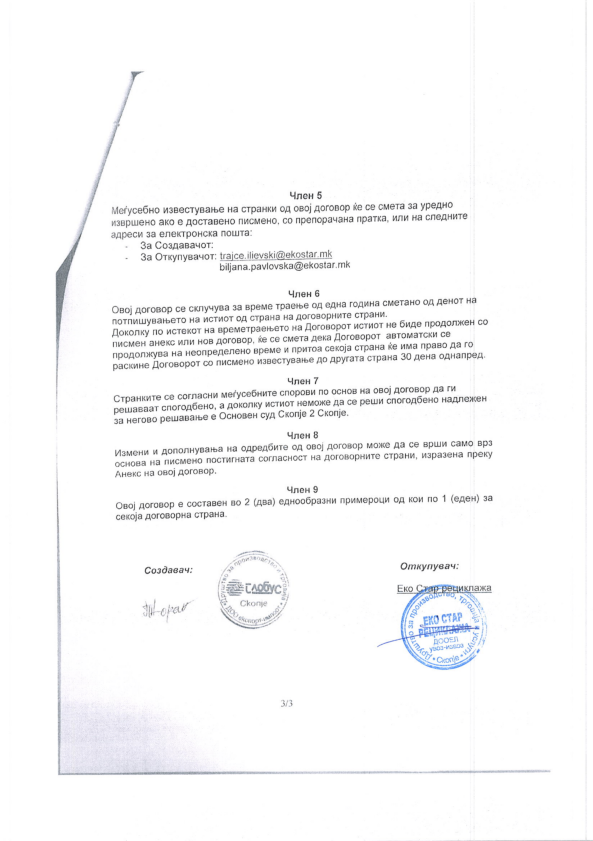 Член 5
Меѓусебно известување на странки од овој договор ќе се смета за уредно
извршено ако е доставено писмено, со препорачана пратка, или на следните
адреси за електронска пошта:
- За Создавачот:
- За Откупувачот: trajce.ilievski@ekostar.mk
biljana.pavlovska@ekostar.mk
Член 6
Овој договор се склучува за време траење од една година сметано од денот на
потпишувањето на истиот од страна на договорните страни.
Доколку по истекот на времетраењето на Договорот истиот не биде продолжен со
писмен анекс или нов договор, ќе се смета дека Договорот автоматски се
продолжува на неопределено време и притоа секоја страна ќе има право да го
раскине Договорот со писмено известување до другата страна 30 дена однапред.
Член 7
Странките се согласни меѓусебните спорови по основ на овој договор да ги
решаваат спогодбено, а доколку истиот неможе да се реши спогодбено надлежен
за негово решавање е Основен суд Скопје 2 Скопје.
Член 8
Измени и дополнувања на одредбите од овој договор може да се врши само врз
основа на писмено постигната согласност на договорните страни, изразена преку
Анекс на овој договор.
Член 9
Овој договор е составен во 2 (два) еднообразни примероци од кои по 1 (еден) за
секоја договорна страна.
Создавач:
Откупувач:
ГЛОБУС
Скопје
Еко Стар рециклажа
ЕКО СТАР
РЕЦИКЛАЖА
ДООЕЛ
увоз-извоз
Скопје
3/3